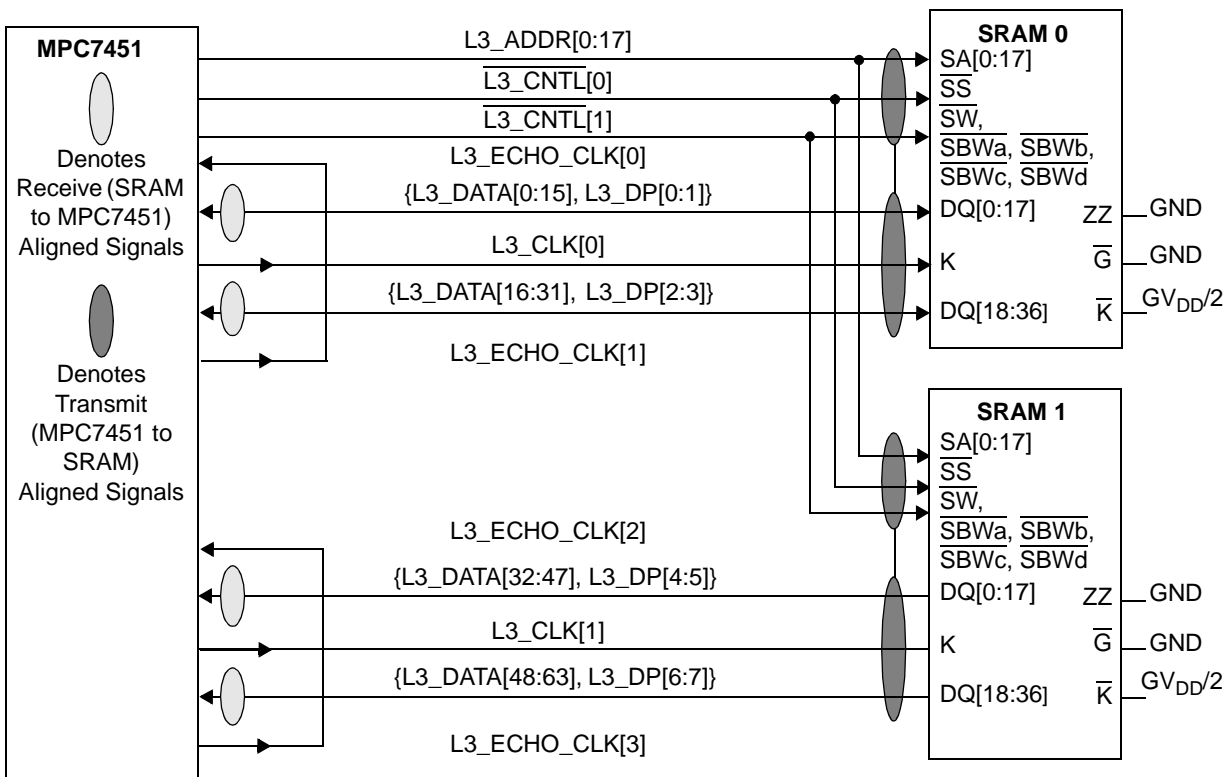 MPC7451
Denotes
Receive (SRAM
to MPC7451)
Aligned Signals
Denotes
Transmit
(MPC7451 to
SRAM)
Aligned Signals
L3_ADDR[0:17]
L3_CNTL[0]
L3_CNTL[1]
L3_ECHO_CLK[0]
{L3_DATA[0:15], L3_DP[0:1]}
L3_CLK[0]
{L3_DATA[16:31], L3_DP[2:3]}
L3_ECHO_CLK[1]
L3_ECHO_CLK[2]
{L3_DATA[32:47], L3_DP[4:5]}
L3_CLK[1]
{L3_DATA[48:63], L3_DP[6:7]}
L3_ECHO_CLK[3]
SRAM 0
SA[0:17]
SS
SW,
SBWa, SBWb,
SBWc, SBWd
DQ[0:17] ZZ GND
K G GND
DQ[18:36] K GVDD/2
SRAM 1
SA[0:17]
SS
SW,
SBWa, SBWb,
SBWc, SBWd
DQ[0:17] ZZ GND
K G GND
DQ[18:36] K GVDD/2